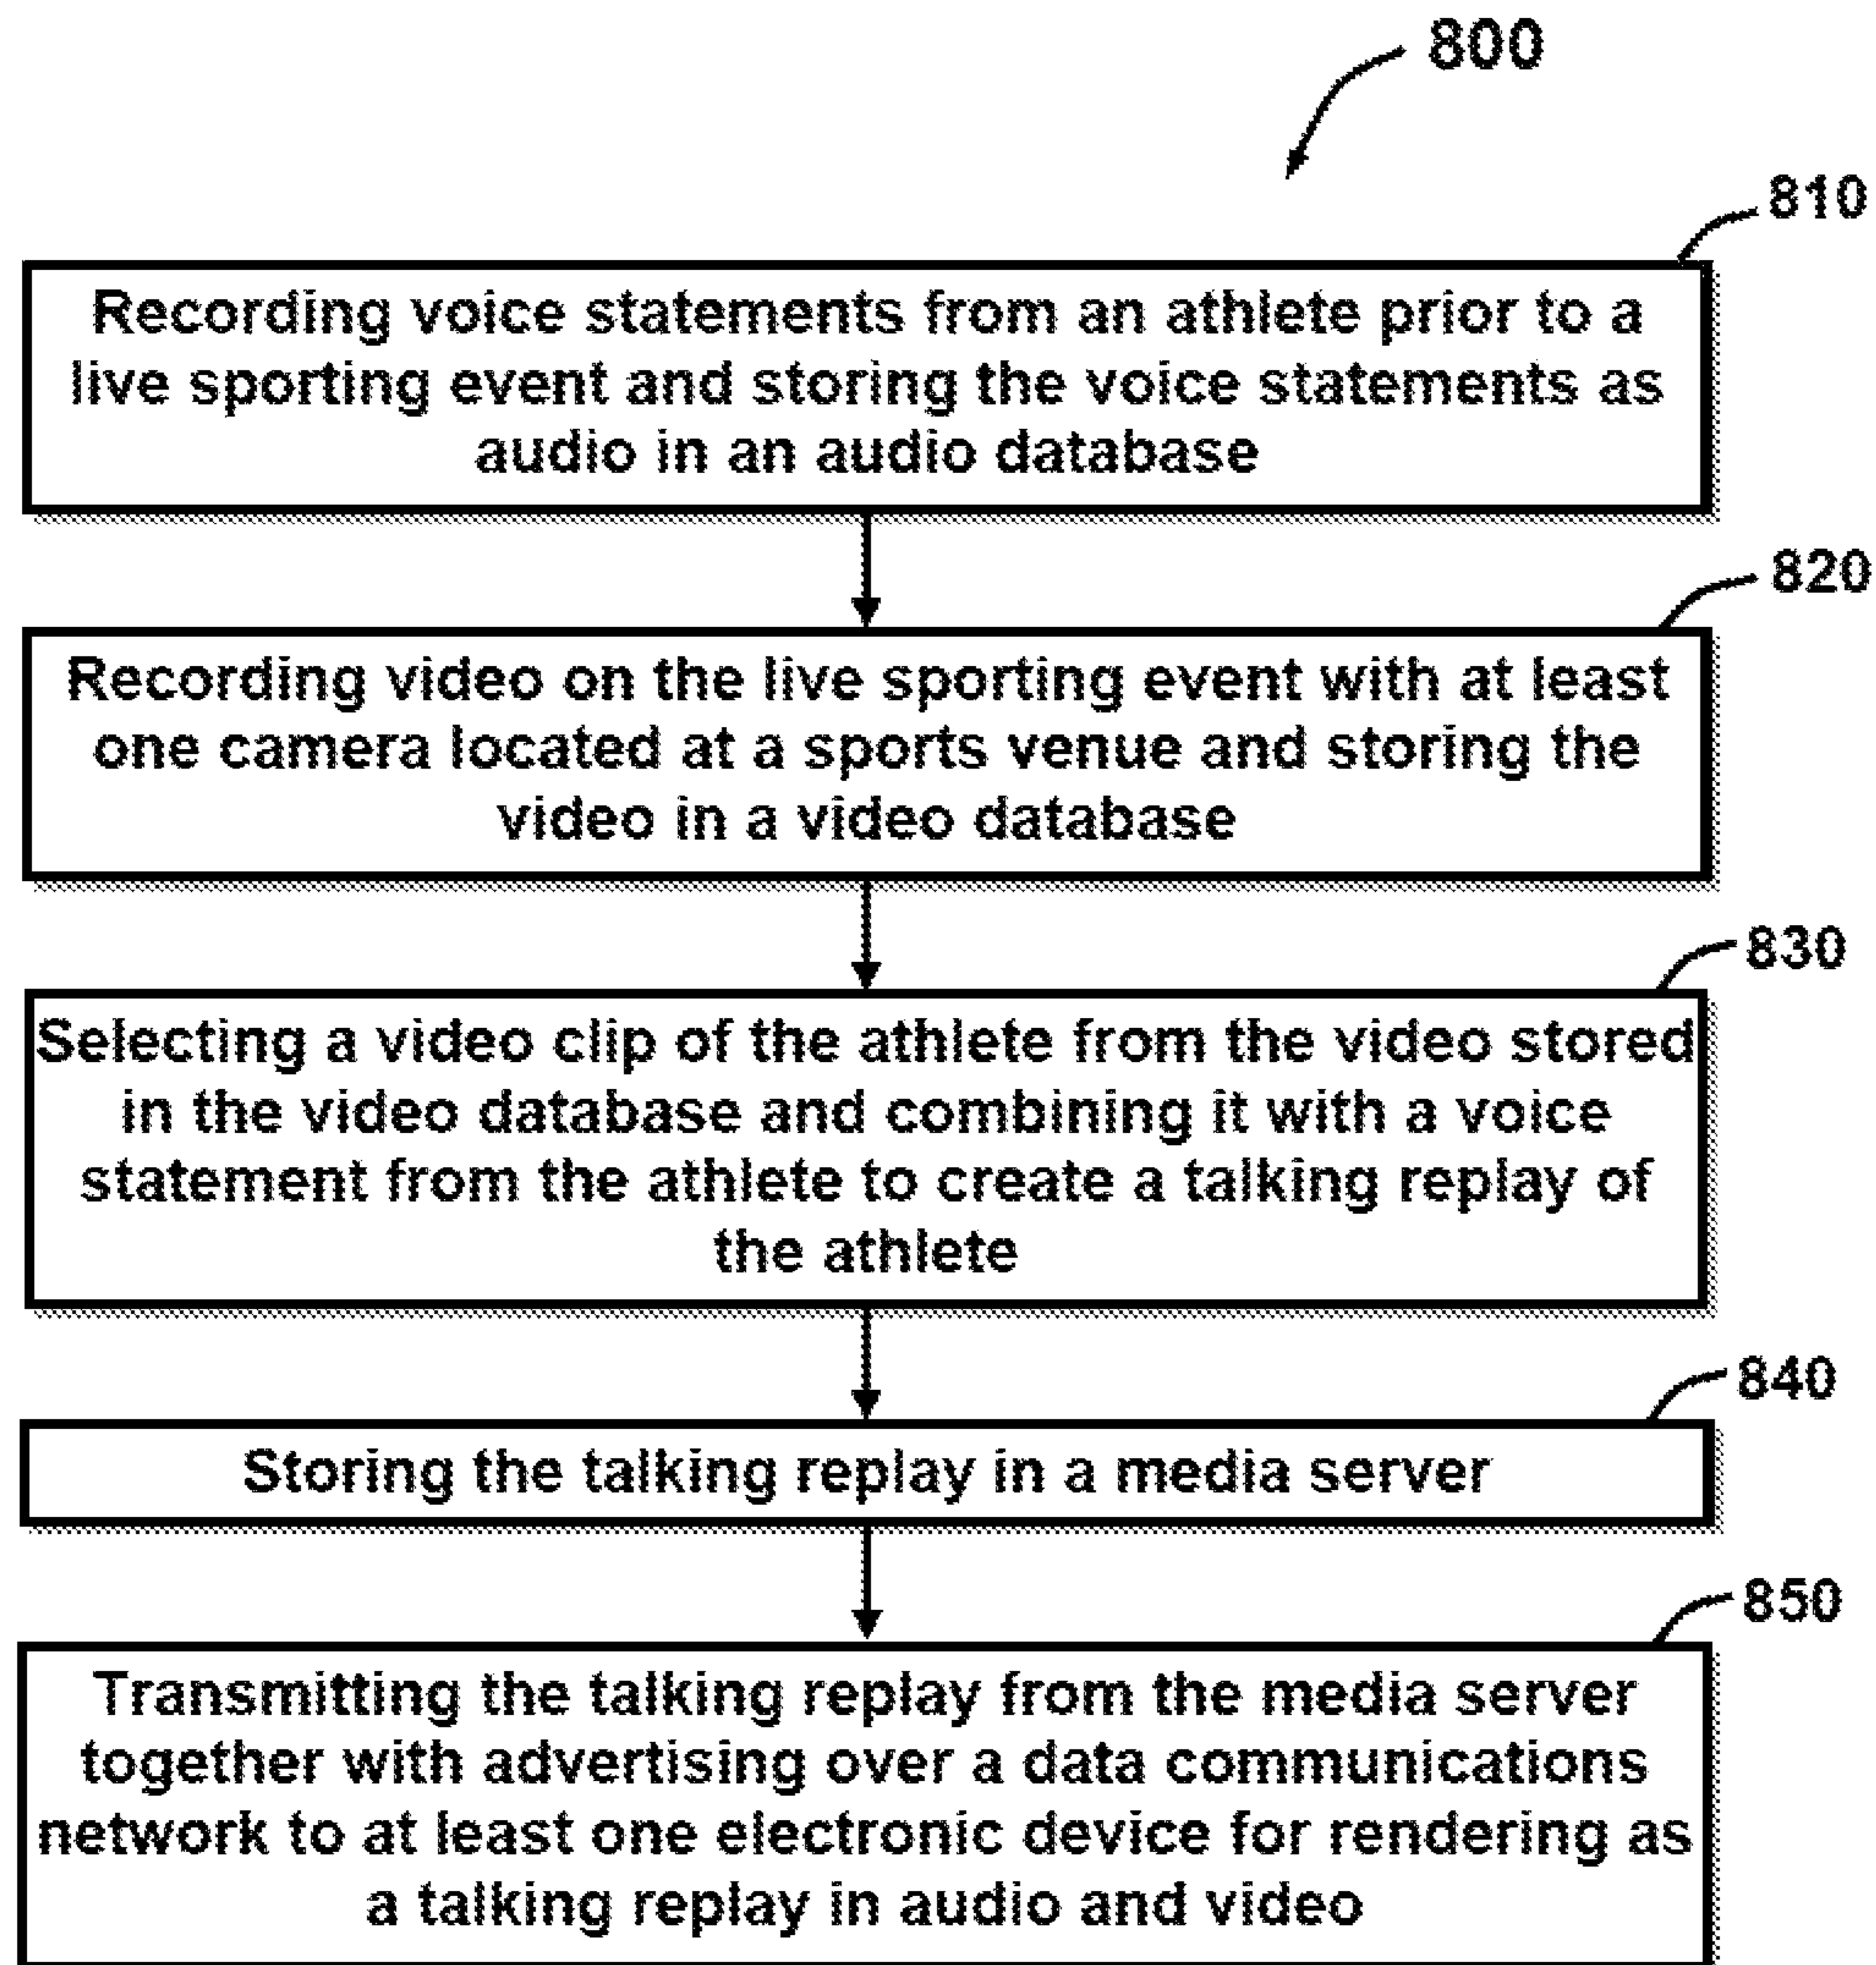 800
810
Recording voice statements from an athlete prior to a
live sporting event and storing the voice statements as
audio in an audio database
820
Recording video on the live sporting event with at least
one camera located at a sports venue and storing the
video in a video database
830
Selecting a video clip of the athlete from the video stored
in the video database and combining it with a voice
statement from the athlete to create a talking replay of
the athlete
840
Storing the talking replay in a media server
850
Transmitting the talking replay from the media server
together with advertising over a data communications
network to at least one electronic device for rendering as
a talking replay in audio and video